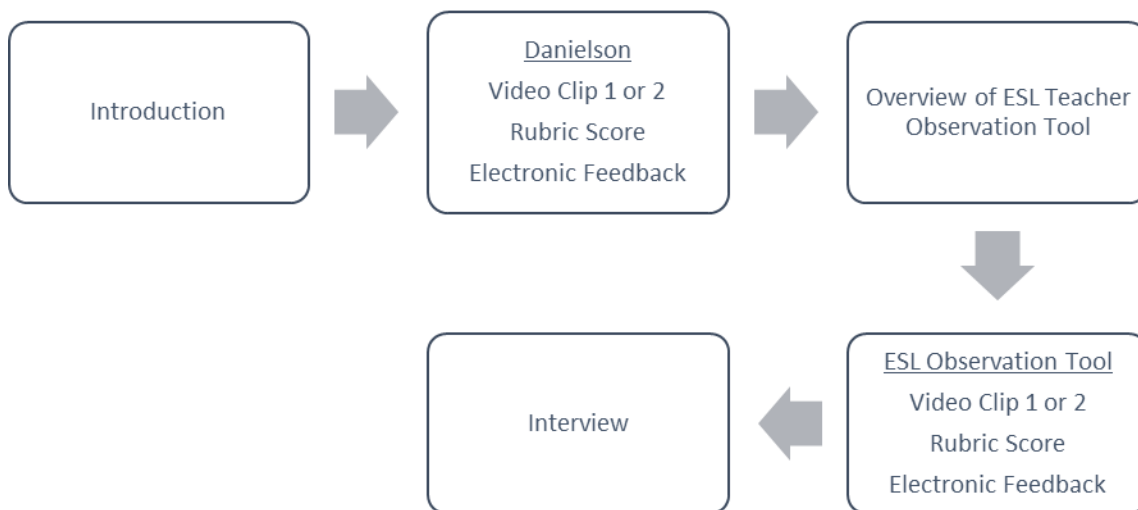 Introduction
Danielson
Video Clip 1 or 2
Rubric Score
Electronic Feedback
Overview of ESL Teacher
Observation Tool
ESL Observation Tool
Video Clip 1 or 2
Rubric Score
Electronic Feedback
Interview